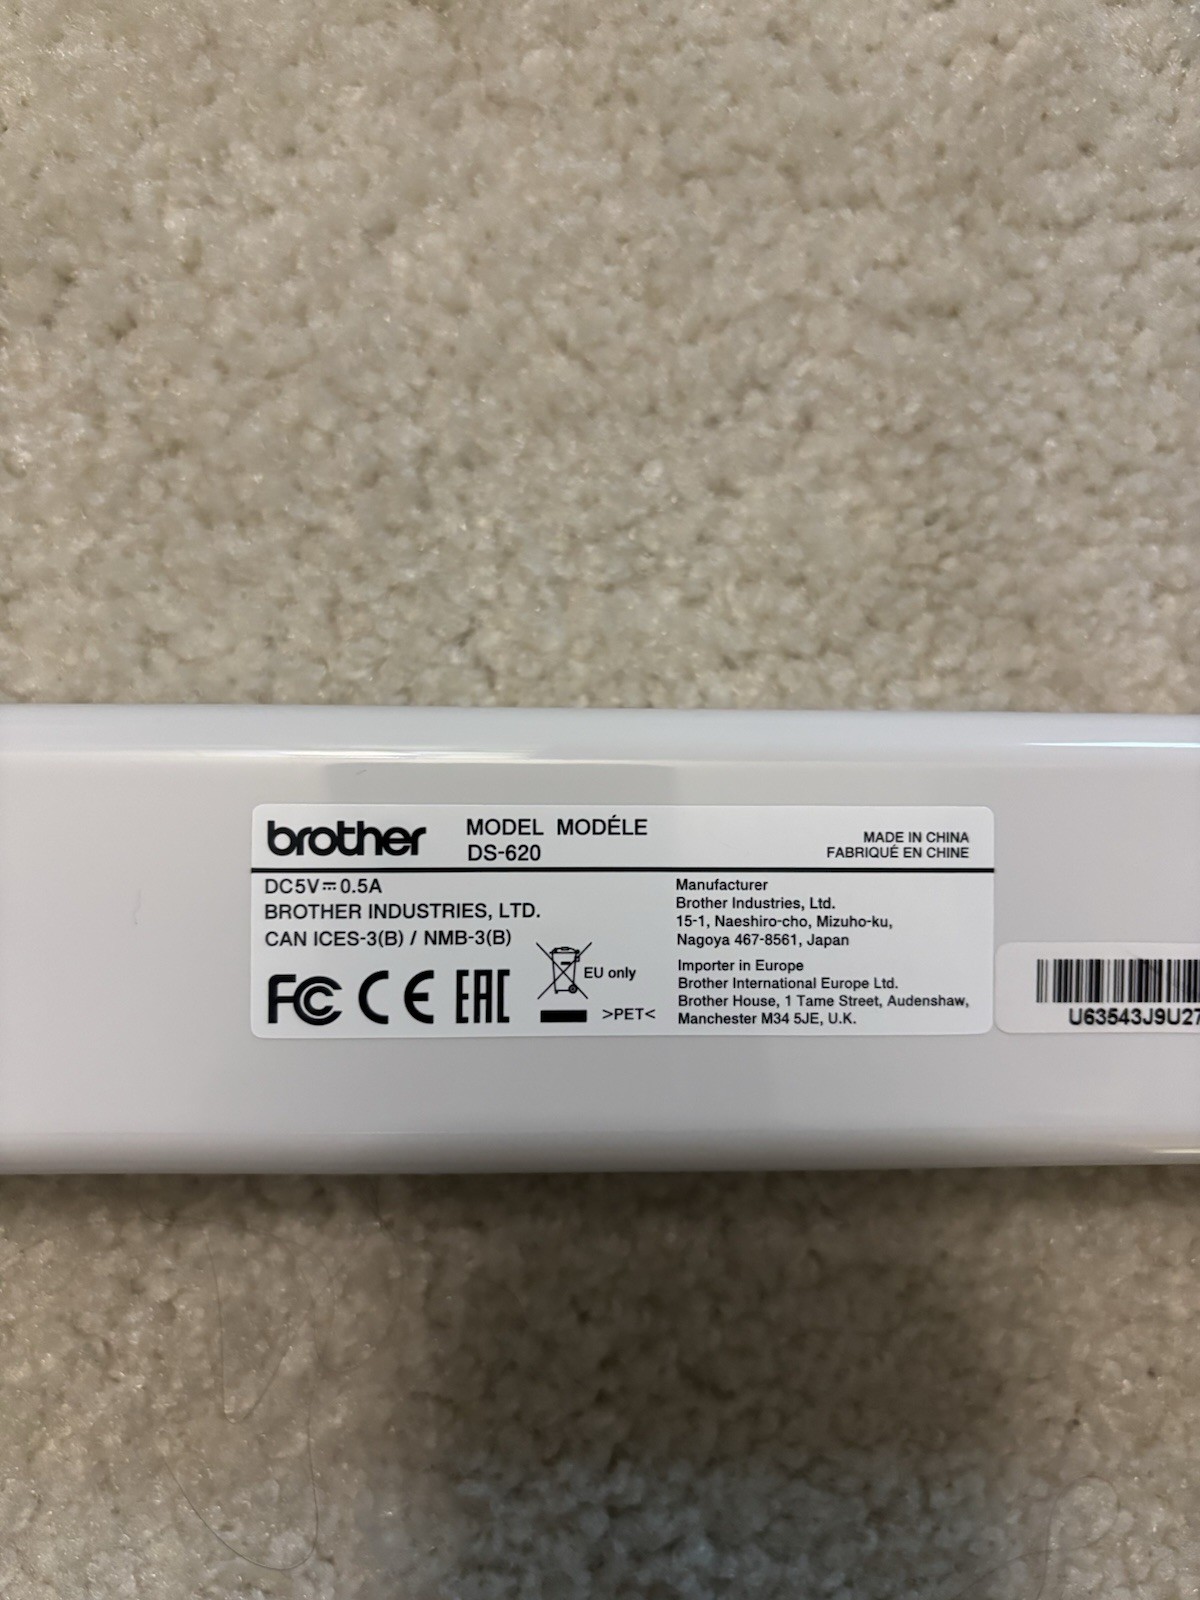 brother
MODEL MODÉLE
DS-620
MADE IN CHINA
FABRIQUÉ EN CHINE
DC5V⎓0.5A
BROTHER INDUSTRIES, LTD.
CAN ICES-3(B) / NMB-3(B)
FC CE EAC
EU only
>PET<
Manufacturer
Brother Industries, Ltd.
15-1, Naeshiro-cho, Mizuho-ku,
Nagoya 467-8561, Japan
Importer in Europe
Brother International Europe Ltd.
Brother House, 1 Tame Street, Audenshaw,
Manchester M34 5JE, U.K.
U63543J9U27